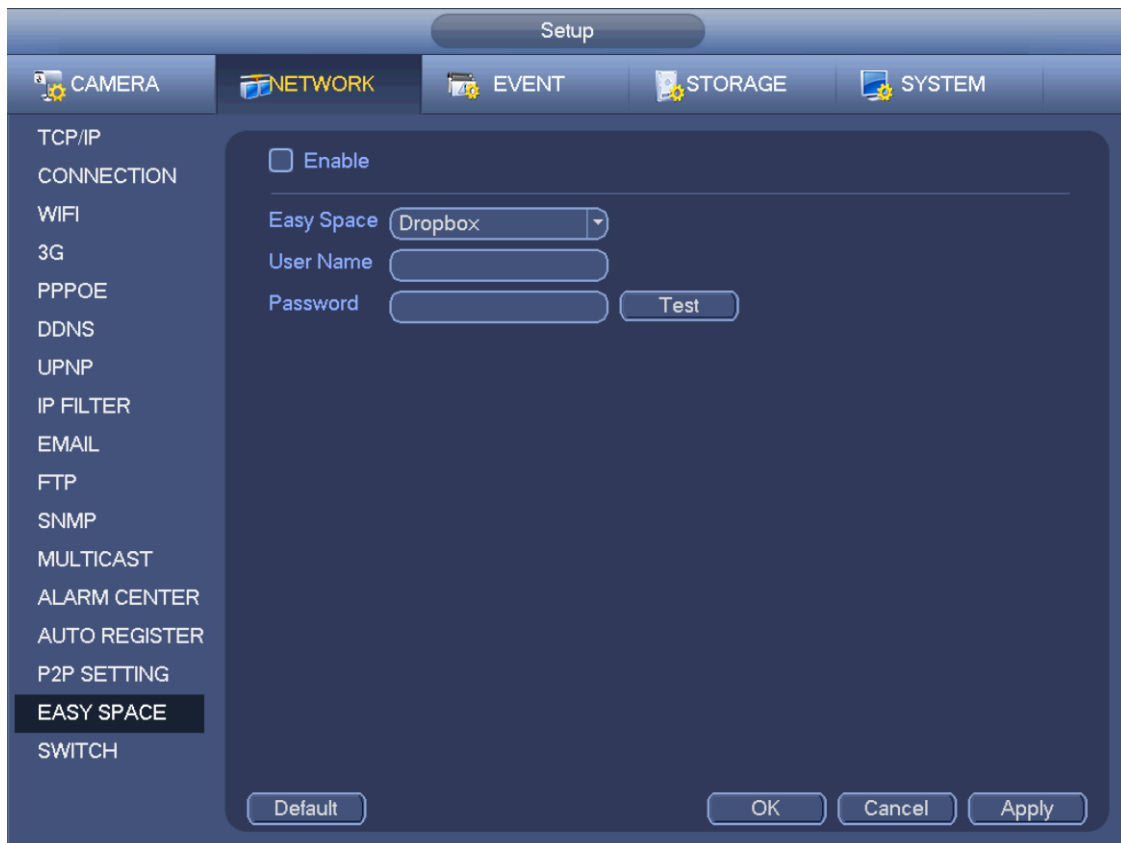 Setup
CAMERA NETWORK EVENT STORAGE SYSTEM
TCP/IP
CONNECTION
WIFI
3G
PPPOE
DDNS
UPNP
IP FILTER
EMAIL
FTP
SNMP
MULTICAST
ALARM CENTER
AUTO REGISTER
P2P SETTING
EASY SPACE
SWITCH
Enable
Easy Space Dropbox
User Name
Password Test
Default OK Cancel Apply